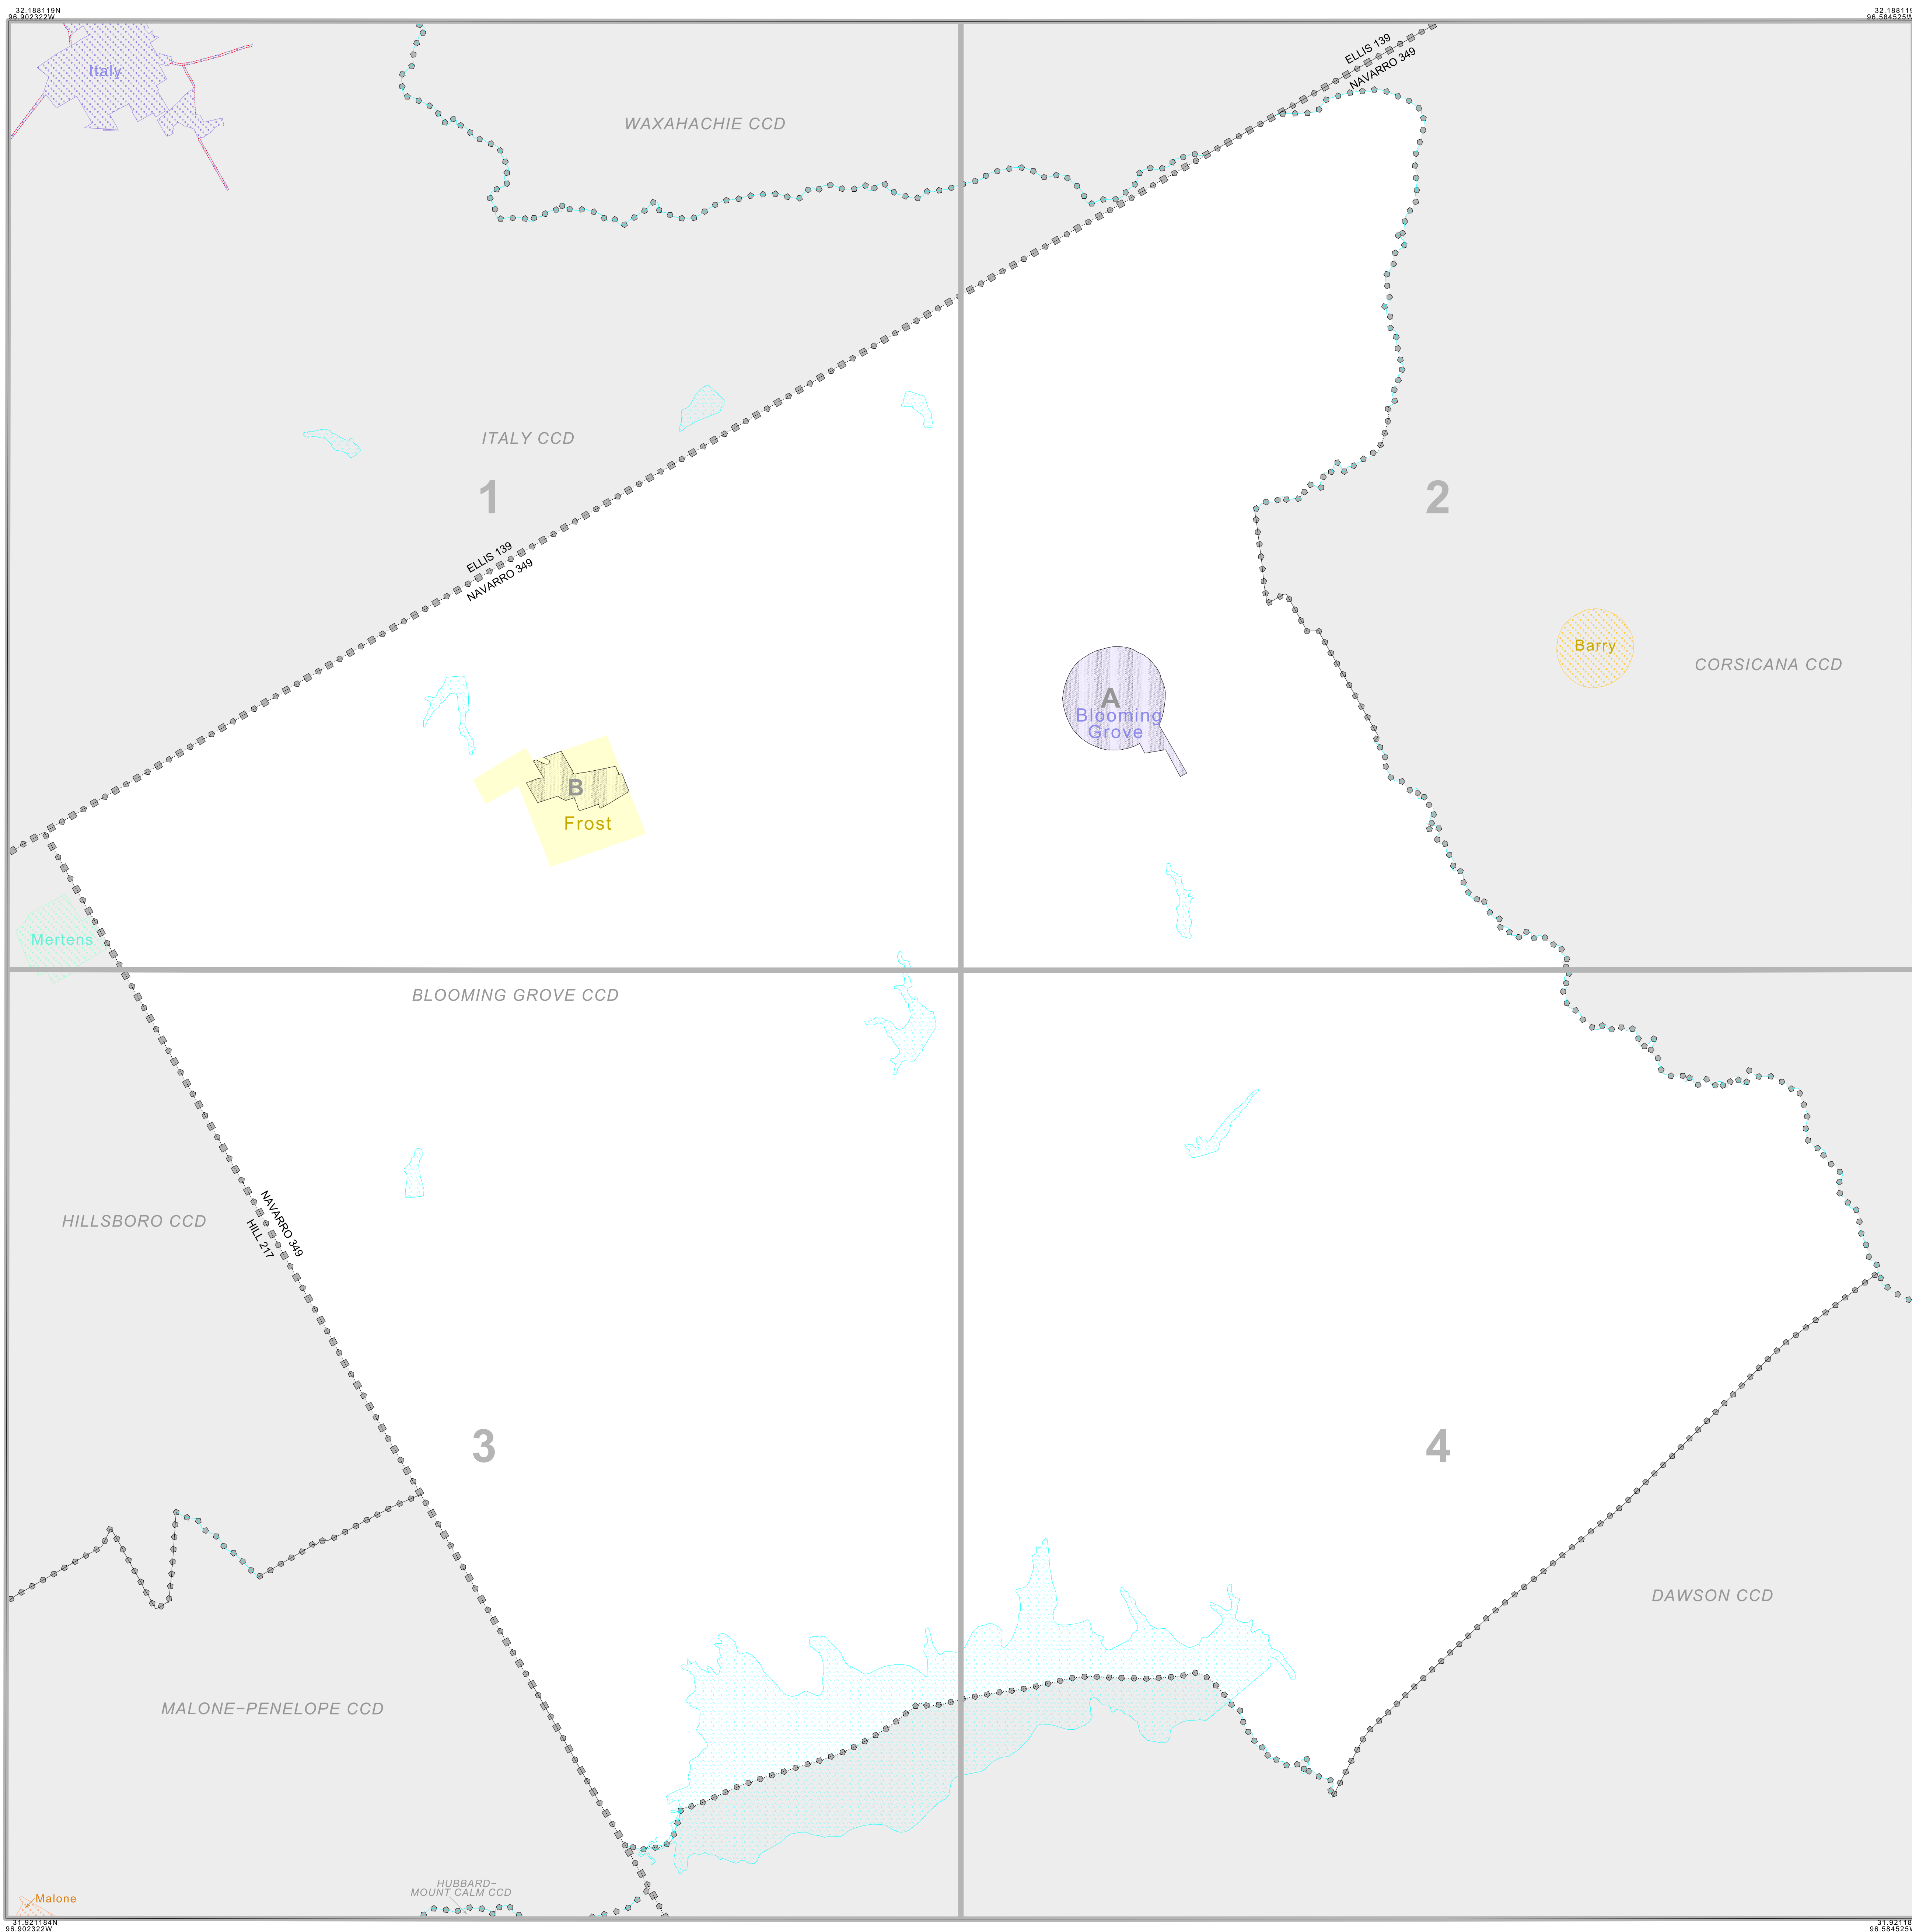 32.188119N
96.902322W
32.188119
96.584525W
Italy
ELLIS 139
NAVARRO 349
WAXAHACHIE CCD
ITALY CCD
1
2
ELLIS 139
NAVARRO 349
Barry
CORSICANA CCD
A
Blooming
Grove
B
Frost
Mertens
BLOOMING GROVE CCD
HILLSBORO CCD
NAVARRO 349
HILL 217
3
4
DAWSON CCD
MALONE-PENELOPE CCD
HUBBARD-
MOUNT CALM CCD
Malone
31.921184N
96.902322W
31.92118
96.584525W